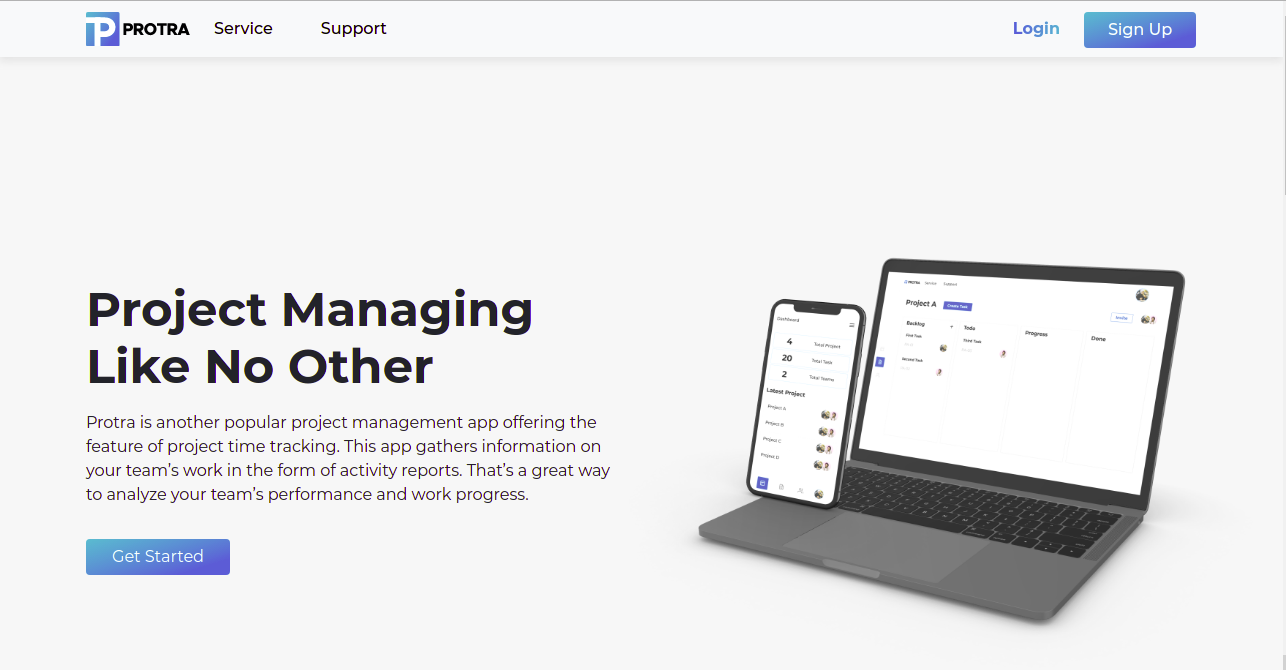 PROTRA
Service
Support
Login
Sign Up
Project Managing
Like No Other
Protra is another popular project management app offering the
feature of project time tracking. This app gathers information on
your team’s work in the form of activity reports. That’s a great way
to analyze your team’s performance and work progress.
Get Started
Dashboard
4 Total Project
20 Total Task
2 Total Teams
Latest Project
Project A
Project B
Project C
Project D
PROTRA Service Support
Project A Create Task
Invite
Backlog +
Todo
Progress
Done
First Task
Third Task
Second Task